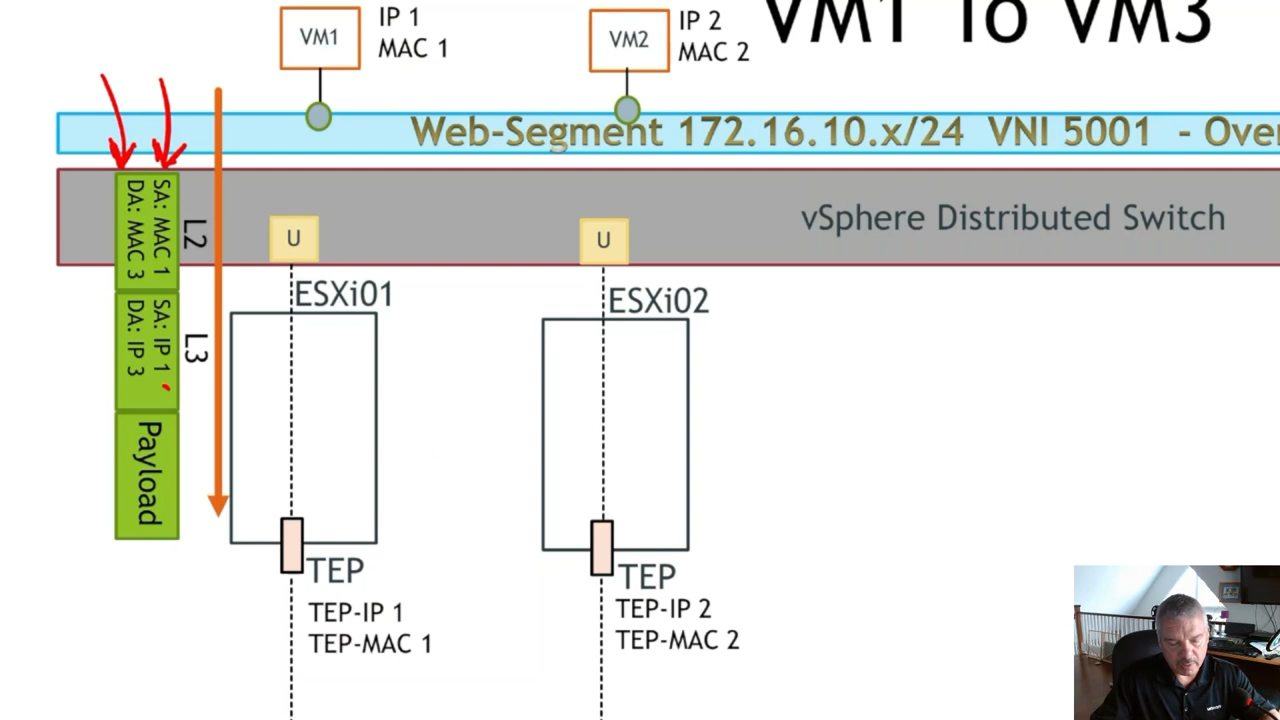 VM1 To VM3
VM1
IP 1
MAC 1
VM2
IP 2
MAC 2
Web-Segment 172.16.10.x/24 VNI 5001 - Over
vSphere Distributed Switch
SA: MAC 1
DA: MAC 3
L2
SA: IP 1
DA: IP 3
L3
Payload
U
U
ESXi01
ESXi02
TEP
TEP-IP 1
TEP-MAC 1
TEP
TEP-IP 2
TEP-MAC 2